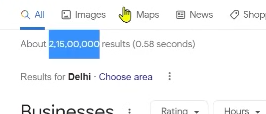 All Images Maps News Shopp
About 2,15,00,000 results (0.58 seconds)
Results for Delhi · Choose area
Businesses Rating Hours